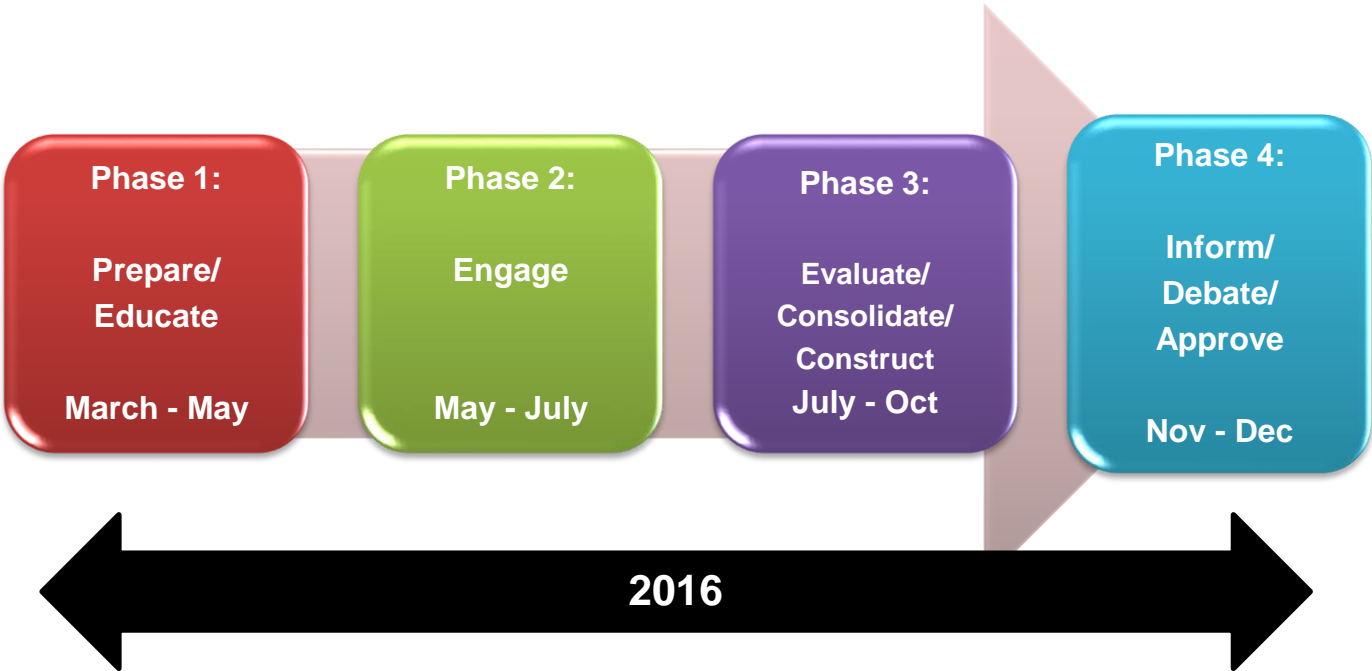 Phase 1:
Prepare/
Educate
March - May
Phase 2:
Engage
May - July
Phase 3:
Evaluate/
Consolidate/
Construct
July - Oct
Phase 4:
Inform/
Debate/
Approve
Nov - Dec
2016